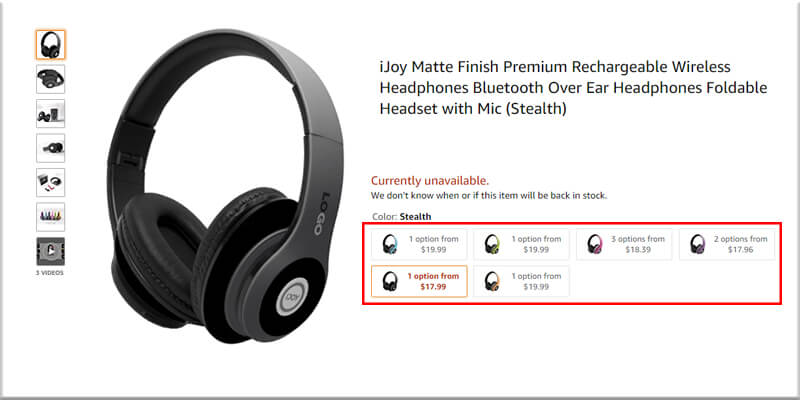 iJoy Matte Finish Premium Rechargeable Wireless
Headphones Bluetooth Over Ear Headphones Foldable
Headset with Mic (Stealth)
LOGO
iJOY
Currently unavailable.
We don't know when or if this item will be back in stock.
Color: Stealth
1 option from
$19.99
1 option from
$19.99
3 options from
$18.39
2 options from
$17.96
1 option from
$17.99
1 option from
$19.99
3 VIDEOS